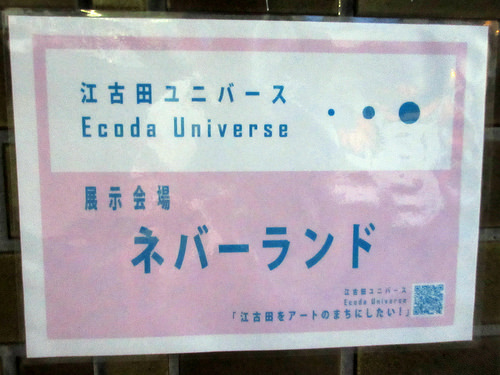 江古田ユニバース
Ecoda Universe
展示会場
ネバーランド
江古田ユニバース
Ecoda Universe
「江古田をアートのまちにしたい!」